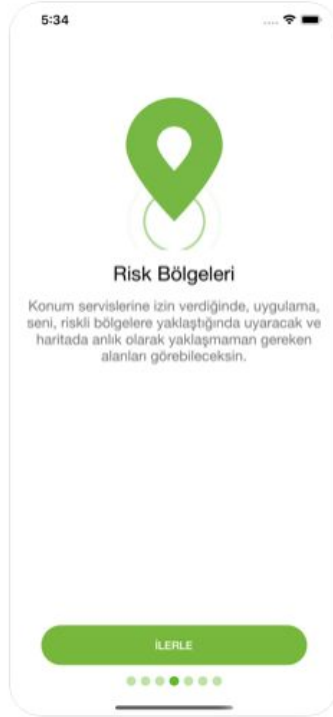 5:34
Risk Bölgeleri
Konum servislerine izin verdiğinde, uygulama,
seni, riskli bölgelere yaklaştığında uyaracak ve
haritada anlık olarak yaklaşmaman gereken
alanları görebileceksin.
İLERLE